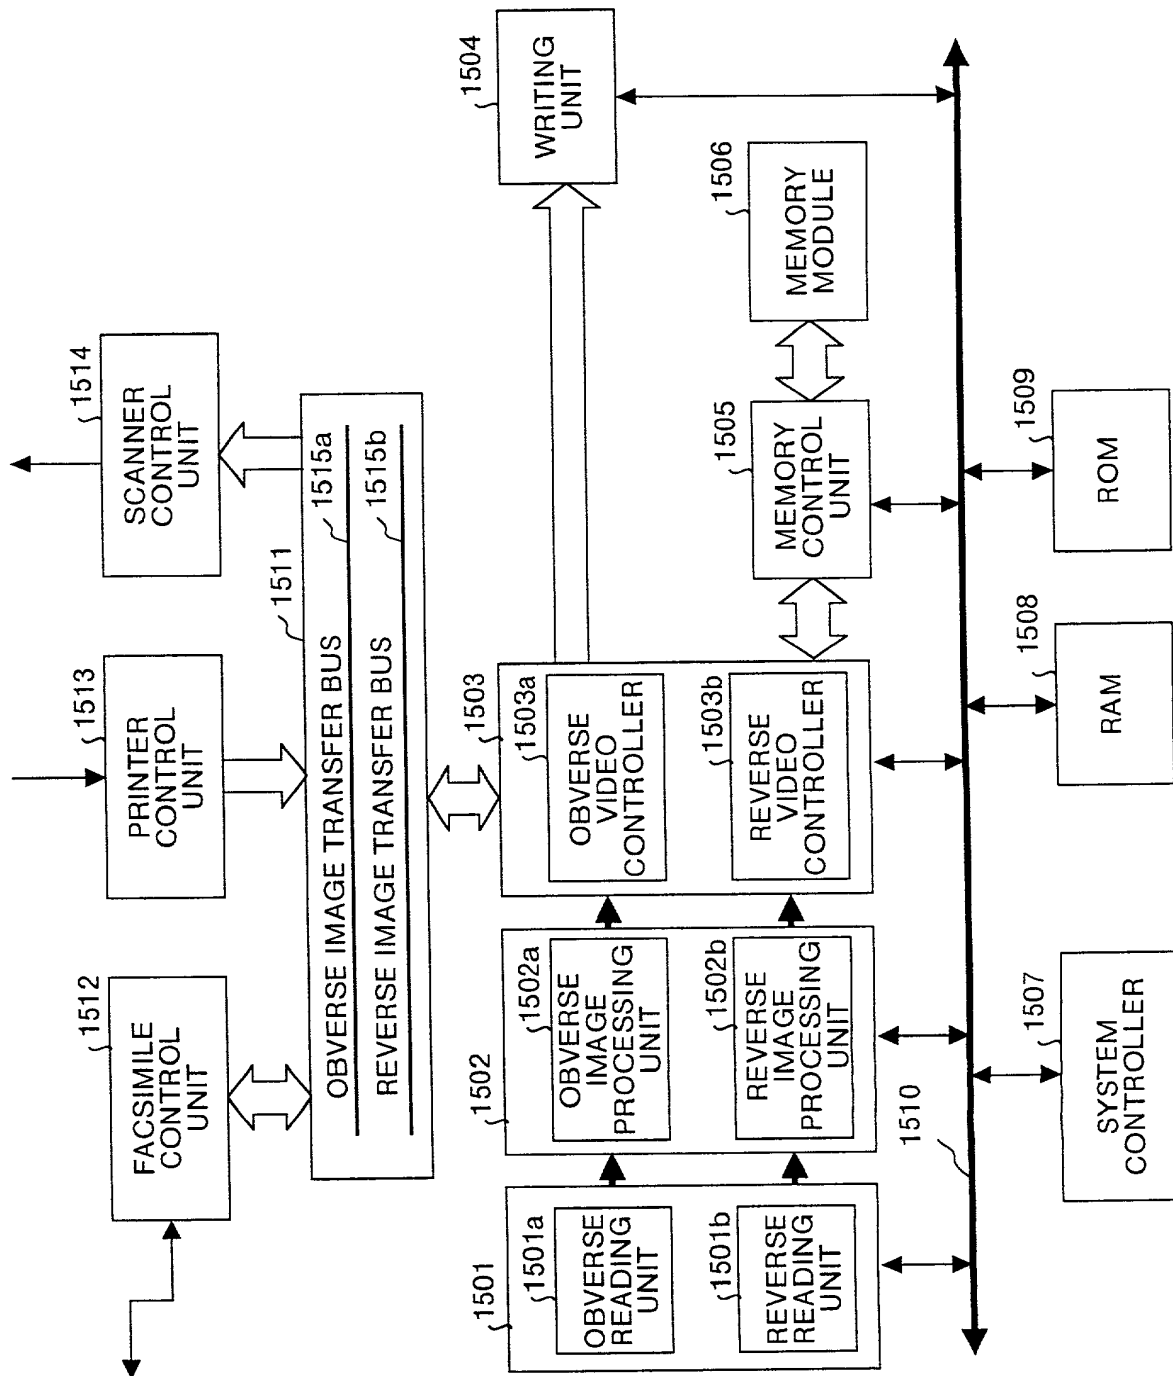 1512
FACSIMILE
CONTROL
UNIT
1513
PRINTER
CONTROL
UNIT
1514
SCANNER
CONTROL
UNIT
1511
OBVERSE IMAGE TRANSFER BUS
1515a
REVERSE IMAGE TRANSFER BUS
1515b
1501
1501a
OBVERSE
READING
UNIT
1501b
REVERSE
READING
UNIT
1502
1502a
OBVERSE
IMAGE
PROCESSING
UNIT
1502b
REVERSE
IMAGE
PROCESSING
UNIT
1503
1503a
OBVERSE
VIDEO
CONTROLLER
1503b
REVERSE
VIDEO
CONTROLLER
1504
WRITING
UNIT
1505
MEMORY
CONTROL
UNIT
1506
MEMORY
MODULE
1510
1507
SYSTEM
CONTROLLER
1508
RAM
1509
ROM